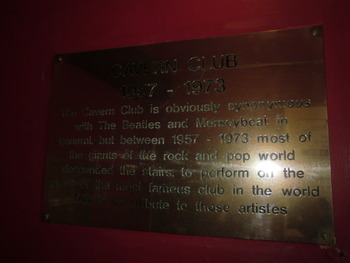 CAVERN CLUB
1957 - 1973
The Cavern Club is obviously synonymous
with The Beatles and Merseybeat in
general, but between 1957 - 1973 most of
the giants of the rock and pop world
descended the stairs, to perform on the
the most famous club in the world
tribute to those artistes